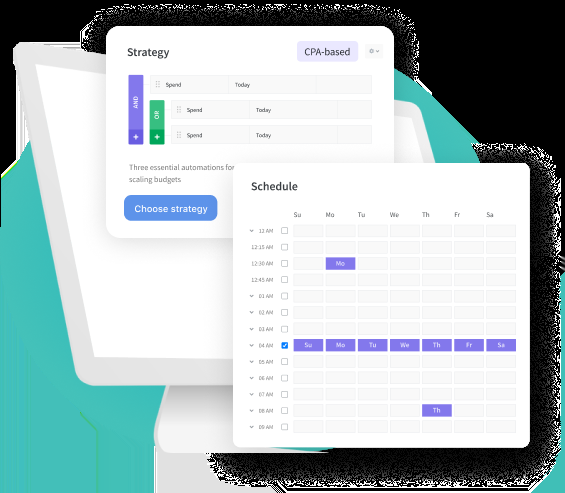 Strategy
CPA-based
AND
OR
+
+
Spend Today
Spend Today
Spend Today
Three essential automations for
scaling budgets
Choose strategy
Schedule
Su Mo Tu We Th Fr Sa
12 AM
12:15 AM
12:30 AM Mo
12:45 AM
01 AM
02 AM
03 AM
04 AM Su Mo Tu We Th Fr Sa
05 AM
06 AM
07 AM
08 AM Th
09 AM